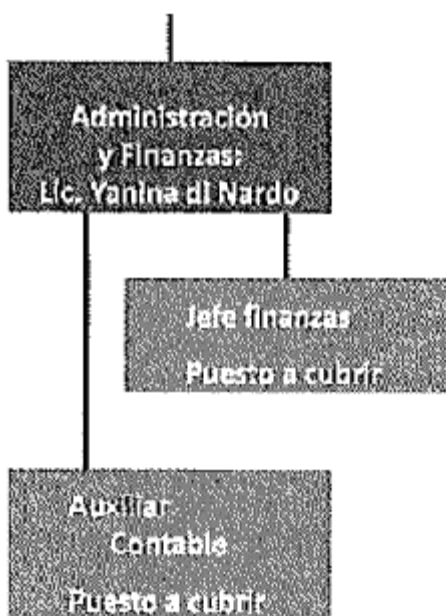 Administración
y Finanzas:
Lic. Yanina di Nardo
Jefe finanzas
Puesto a cubrir
Auxiliar
Contable
Puesto a cubrir